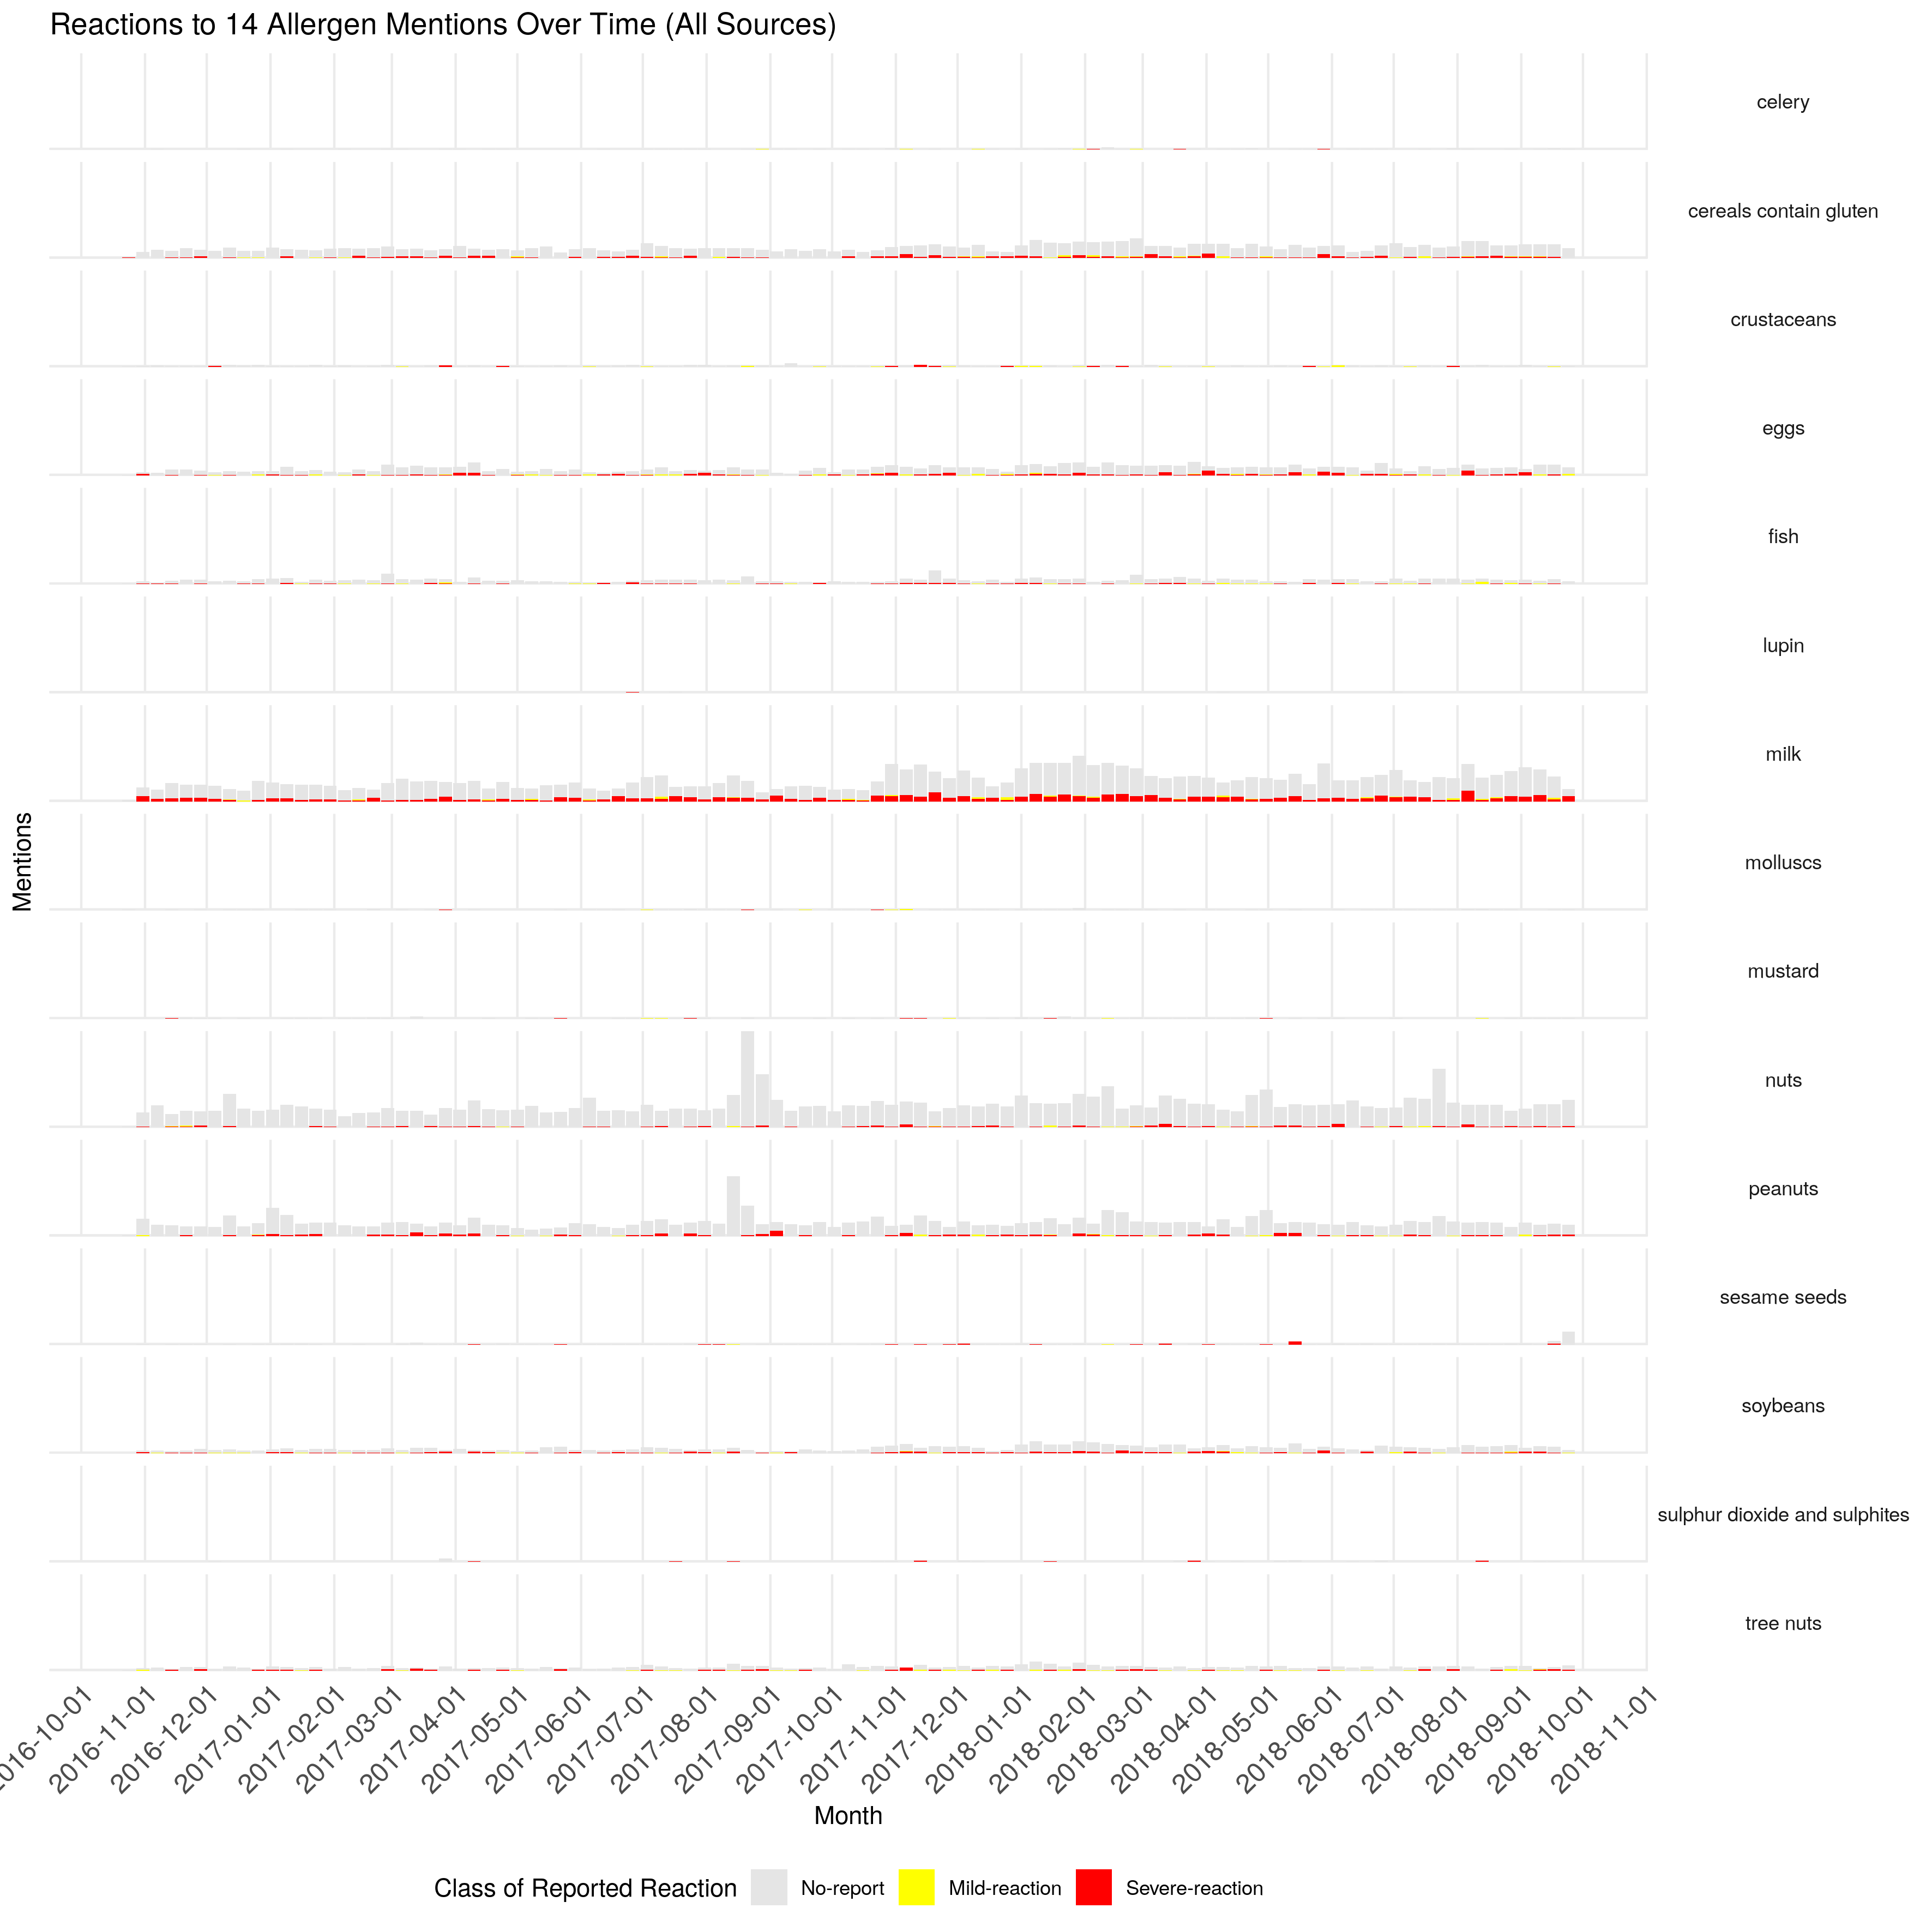 Reactions to 14 Allergen Mentions Over Time (All Sources)
celery
cereals contain gluten
crustaceans
eggs
fish
lupin
milk
molluscs
Mentions
mustard
nuts
peanuts
sesame seeds
soybeans
sulphur dioxide and sulphites
tree nuts
2016-10-01
2016-11-01
2016-12-01
2017-01-01
2017-02-01
2017-03-01
2017-04-01
2017-05-01
2017-06-01
2017-07-01
2017-08-01
2017-09-01
2017-10-01
2017-11-01
2017-12-01
2018-01-01
2018-02-01
2018-03-01
2018-04-01
2018-05-01
2018-06-01
2018-07-01
2018-08-01
2018-09-01
2018-10-01
2018-11-01
Month
Class of Reported Reaction No-report Mild-reaction Severe-reaction